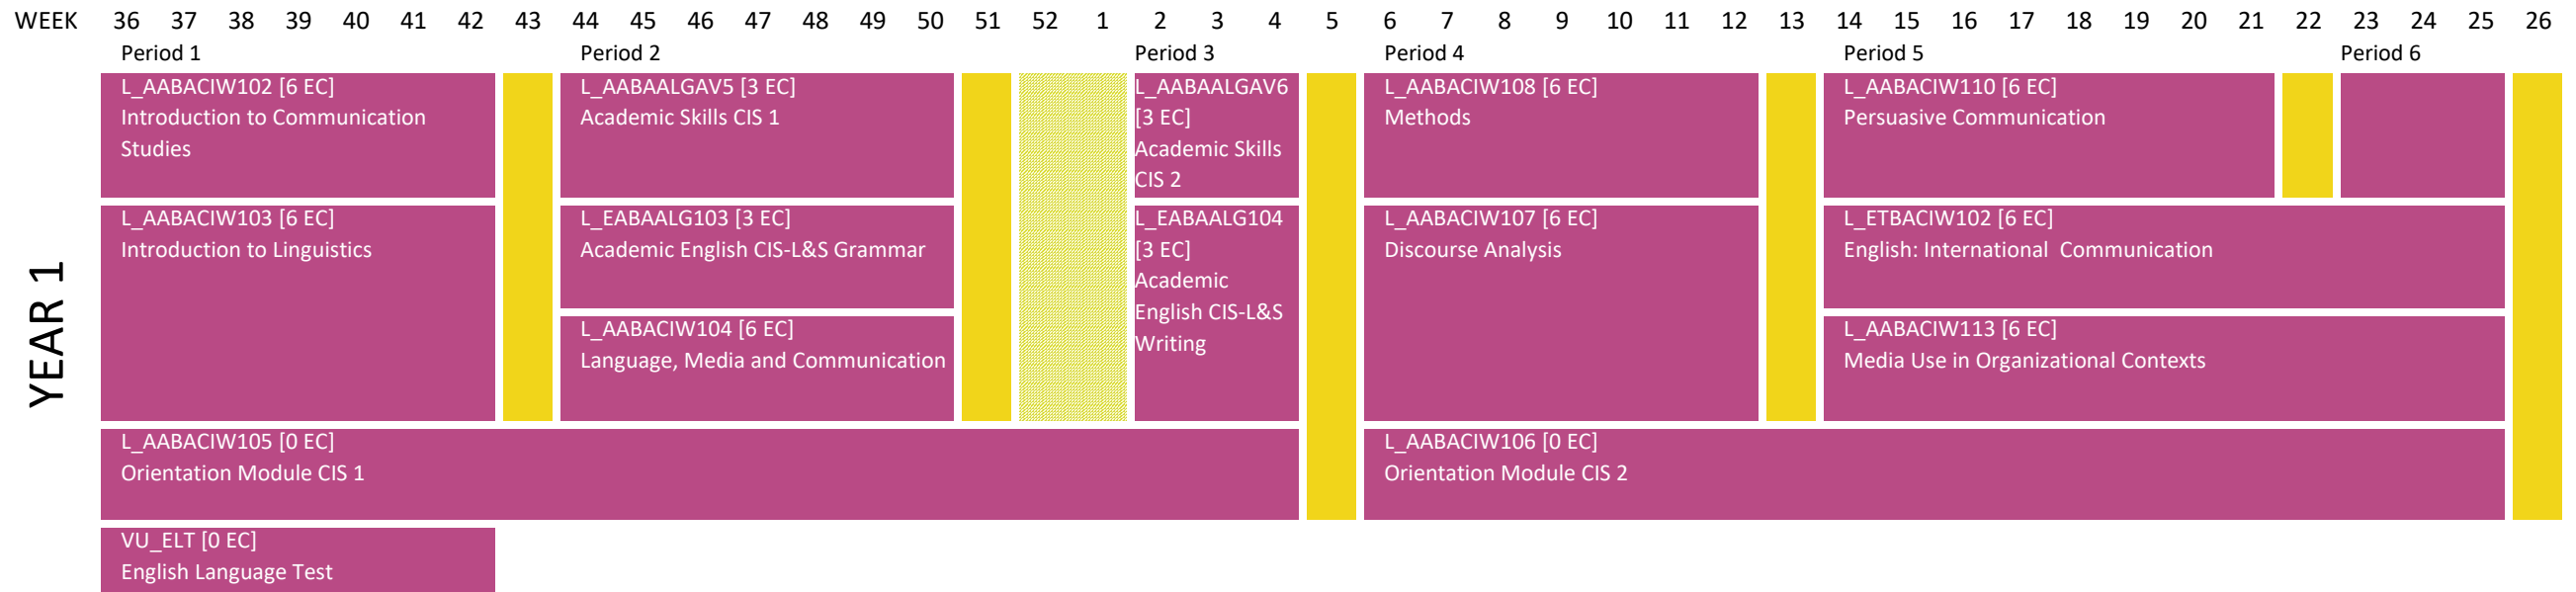 WEEK 36 37 38 39 40 41 42 43 44 45 46 47 48 49 50 51 52 1 2 3 4 5 6 7 8 9 10 11 12 13 14 15 16 17 18 19 20 21 22 23 24 25 26
Period 1 Period 2 Period 3 Period 4 Period 5 Period 6
YEAR 1
L_AABACIW102 [6 EC]
Introduction to Communication
Studies
L_AABAALGAV5 [3 EC]
Academic Skills CIS 1
L_AABAALGAV6
[3 EC]
Academic Skills
CIS 2
L_AABACIW108 [6 EC]
Methods
L_AABACIW110 [6 EC]
Persuasive Communication
L_AABACIW103 [6 EC]
Introduction to Linguistics
L_EABAALG103 [3 EC]
Academic English CIS-L&S Grammar
L_AABACIW104 [6 EC]
Language, Media and Communication
L_EABAALG104
[3 EC]
Academic
English CIS-L&S
Writing
L_AABACIW107 [6 EC]
Discourse Analysis
L_ETBACIW102 [6 EC]
English: International  Communication
L_AABACIW113 [6 EC]
Media Use in Organizational Contexts
L_AABACIW105 [0 EC]
Orientation Module CIS 1
L_AABACIW106 [0 EC]
Orientation Module CIS 2
VU_ELT [0 EC]
English Language Test